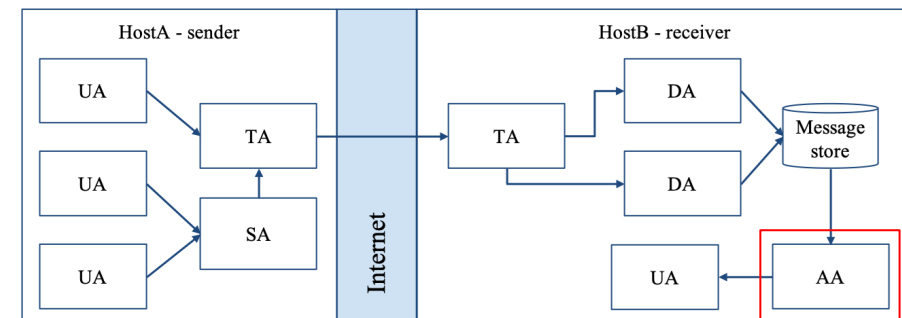 HostA - sender
HostB - receiver
UA
DA
TA
TA
Message
store
UA
DA
SA
Internet
UA
UA
AA